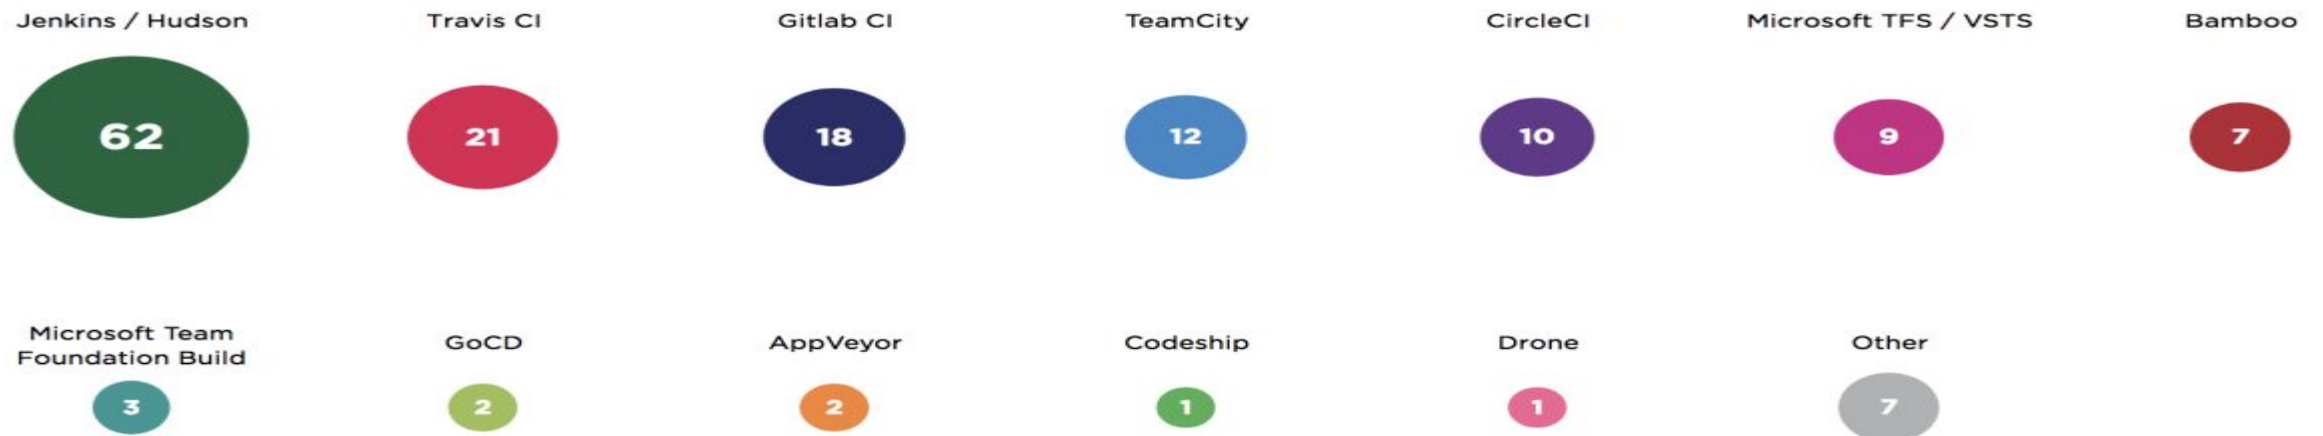 Jenkins / Hudson
Travis CI
Gitlab CI
TeamCity
CircleCI
Microsoft TFS / VSTS
Bamboo
62
21
18
12
10
9
7
Microsoft Team
Foundation Build
GoCD
AppVeyor
Codeship
Drone
Other
3
2
2
1
1
7